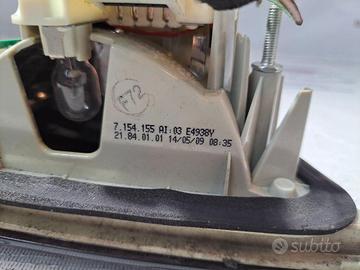 F72
7.154.155 AI:03 E4938Y
21.84.01.01 14/05/09 08:35
subito